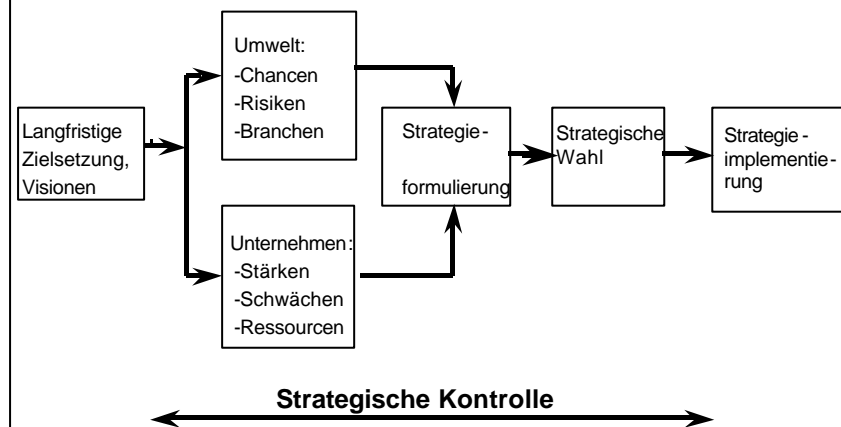 Langfristige
Zielsetzung,
Visionen
Umwelt:
-Chancen
-Risiken
-Branchen
Unternehmen:
-Stärken
-Schwächen
-Ressourcen
Strategie-
formulierung
Strategische
Wahl
Strategie-
implementie-
rung
Strategische Kontrolle